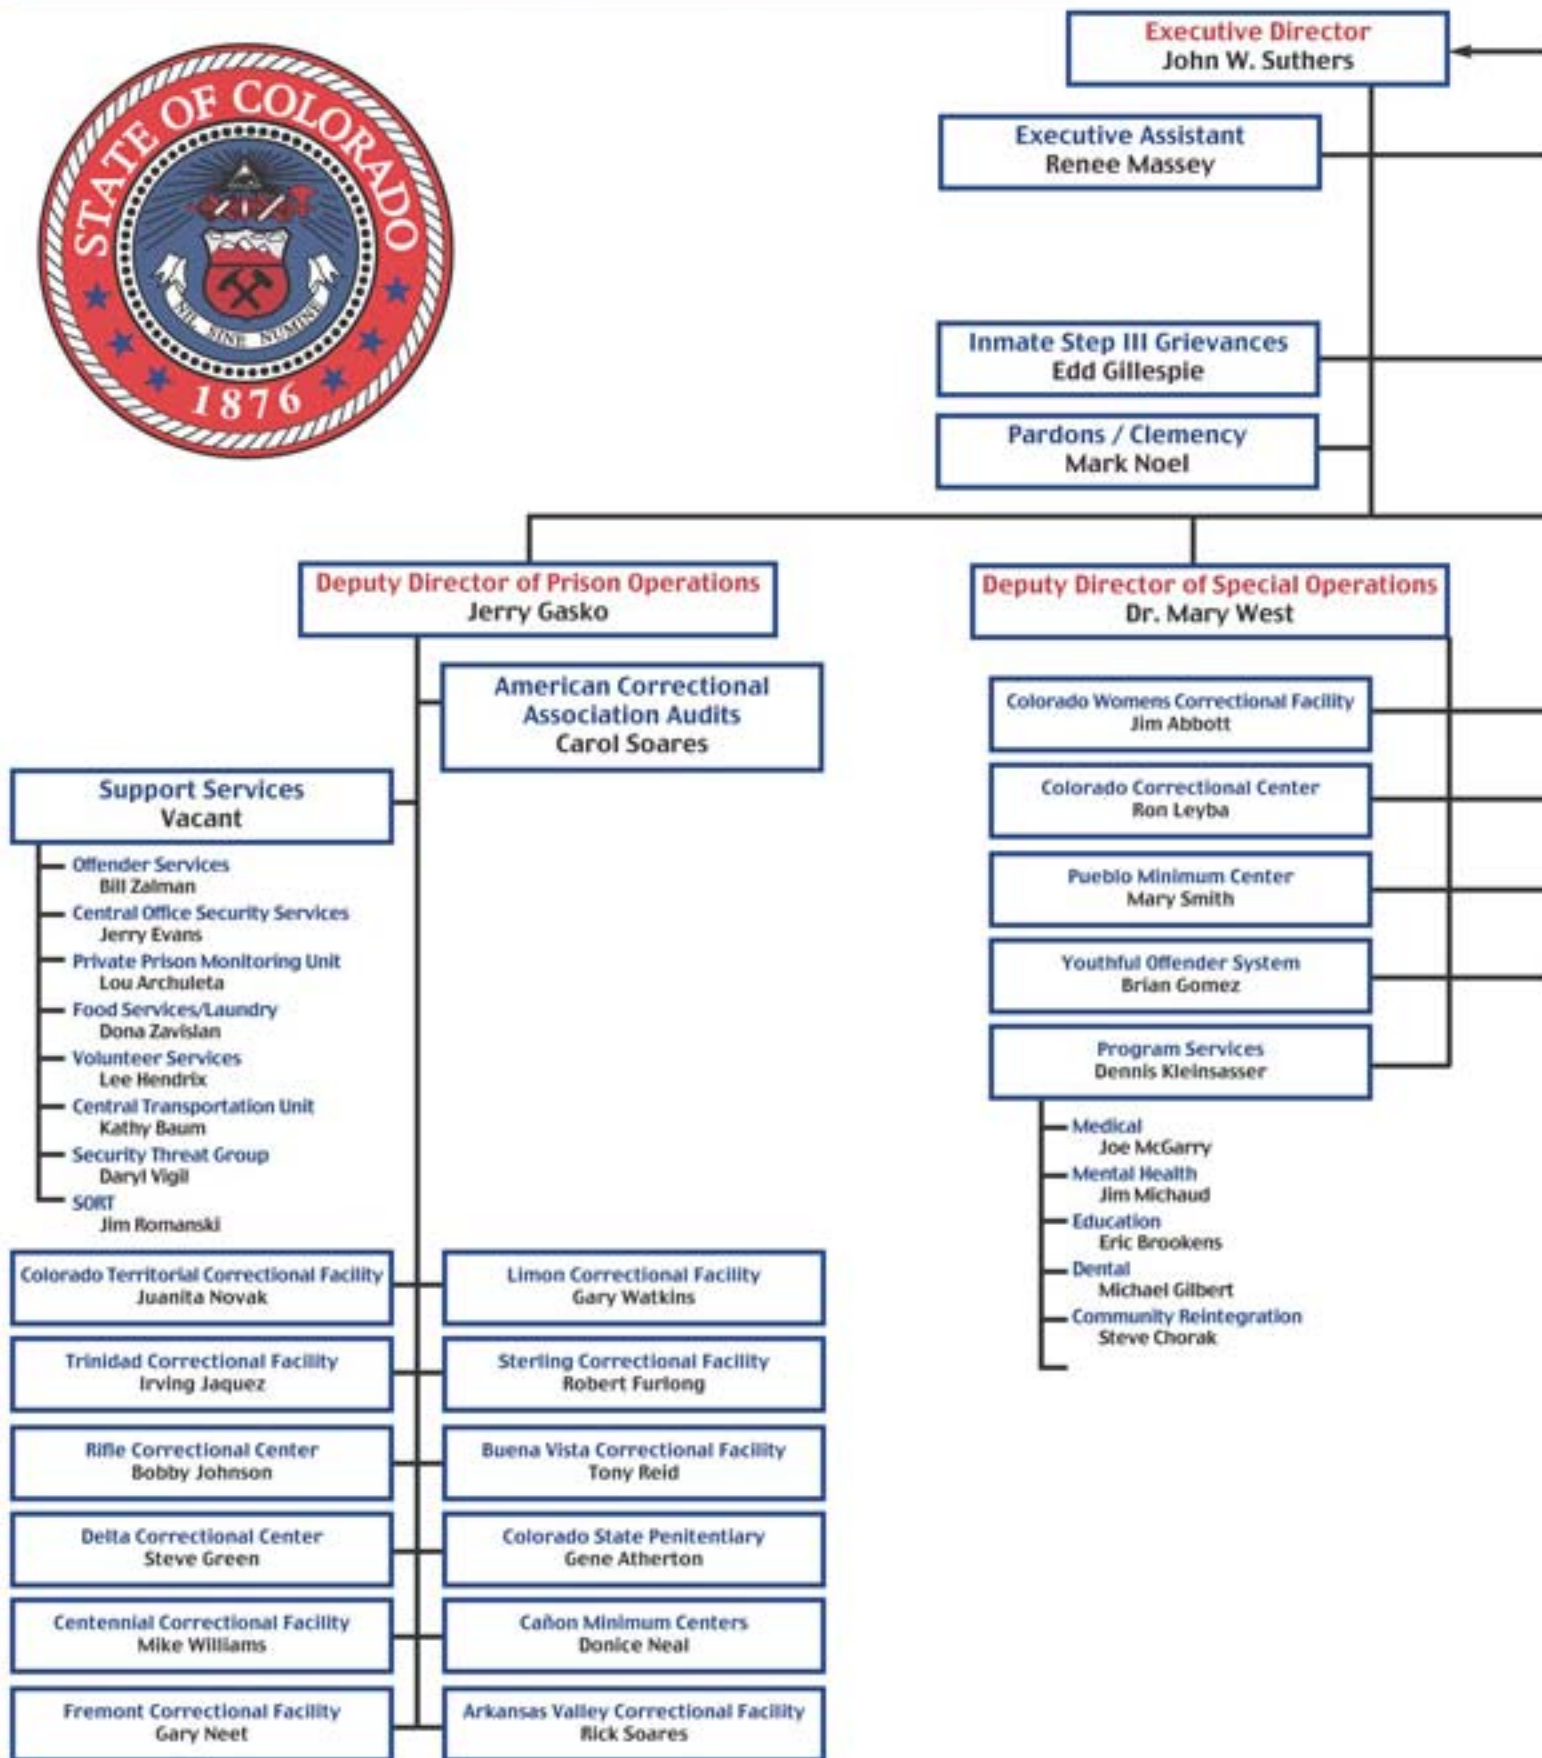 STATE OF COLORADO
NIL SINE NUMINE
1876
Executive Director
John W. Suthers
Executive Assistant
Renee Massey
Inmate Step III Grievances
Edd Gillespie
Pardons / Clemency
Mark Noel
Deputy Director of Prison Operations
Jerry Gasko
American Correctional
Association Audits
Carol Soares
Support Services
Vacant
Offender Services
Bill Zalman
Central Office Security Services
Jerry Evans
Private Prison Monitoring Unit
Lou Archuleta
Food Services/Laundry
Dona Zavislan
Volunteer Services
Lee Hendrix
Central Transportation Unit
Kathy Baum
Security Threat Group
Daryl Vigil
SORT
Jim Romanski
Colorado Territorial Correctional Facility
Juanita Novak
Limon Correctional Facility
Gary Watkins
Trinidad Correctional Facility
Irving Jaquez
Sterling Correctional Facility
Robert Furlong
Rifle Correctional Center
Bobby Johnson
Buena Vista Correctional Facility
Tony Reid
Delta Correctional Center
Steve Green
Colorado State Penitentiary
Gene Atherton
Centennial Correctional Facility
Mike Williams
Cañon Minimum Centers
Donice Neal
Fremont Correctional Facility
Gary Neet
Arkansas Valley Correctional Facility
Rick Soares
Deputy Director of Special Operations
Dr. Mary West
Colorado Womens Correctional Facility
Jim Abbott
Colorado Correctional Center
Ron Leyba
Pueblo Minimum Center
Mary Smith
Youthful Offender System
Brian Gomez
Program Services
Dennis Kleinsasser
Medical
Joe McGarry
Mental Health
Jim Michaud
Education
Eric Brookens
Dental
Michael Gilbert
Community Reintegration
Steve Chorak